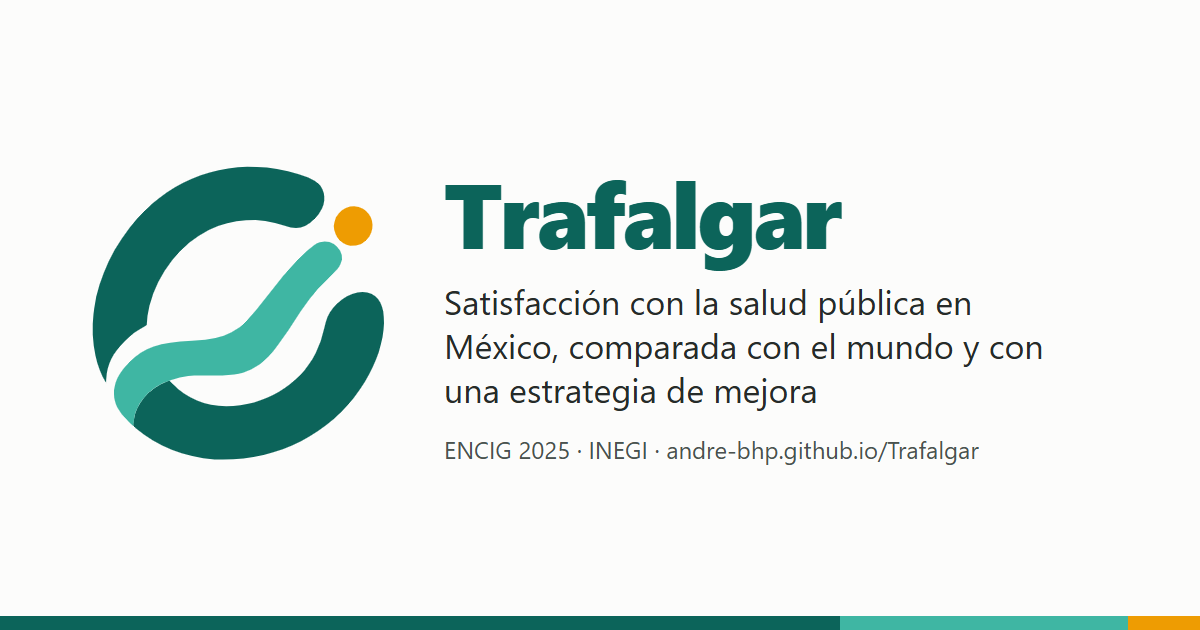 Trafalgar
Satisfacción con la salud pública en
México, comparada con el mundo y con
una estrategia de mejora
ENCIG 2025 · INEGI · andre-bhp.github.io/Trafalgar